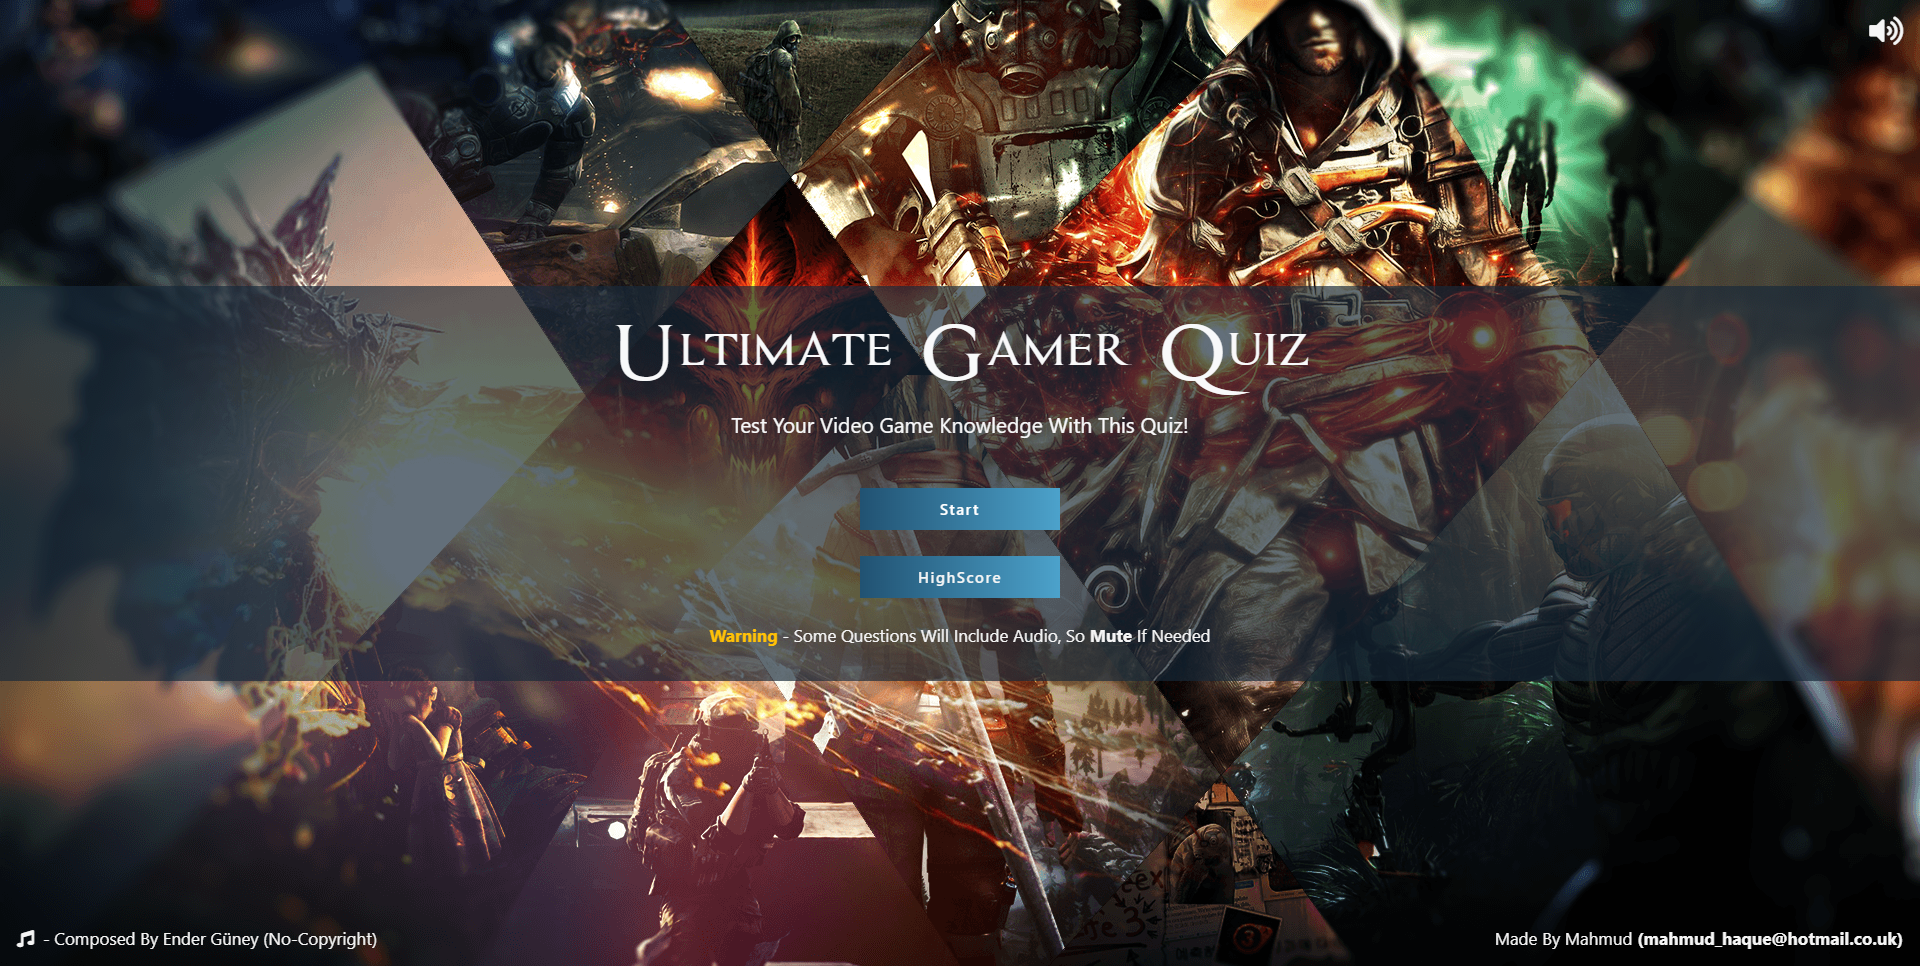 Ultimate Gamer Quiz
Test Your Video Game Knowledge With This Quiz!
Start
HighScore
Warning - Some Questions Will Include Audio, So Mute If Needed
- Composed By Ender Güney (No-Copyright)
Made By Mahmud (mahmud_haque@hotmail.co.uk)